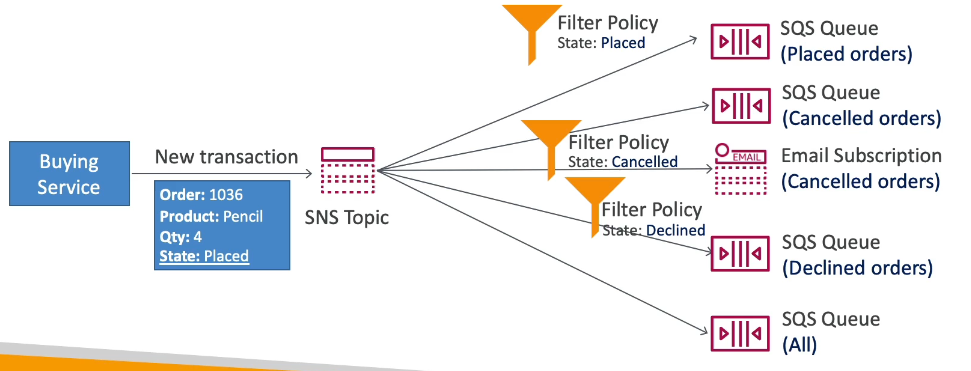 Filter Policy
State: Placed
SQS Queue
(Placed orders)
SQS Queue
(Cancelled orders)
Buying
Service
New transaction
Order: 1036
Product: Pencil
Qty: 4
State: Placed
SNS Topic
Filter Policy
State: Cancelled
EMAIL
Email Subscription
(Cancelled orders)
Filter Policy
State: Declined
SQS Queue
(Declined orders)
SQS Queue
(All)